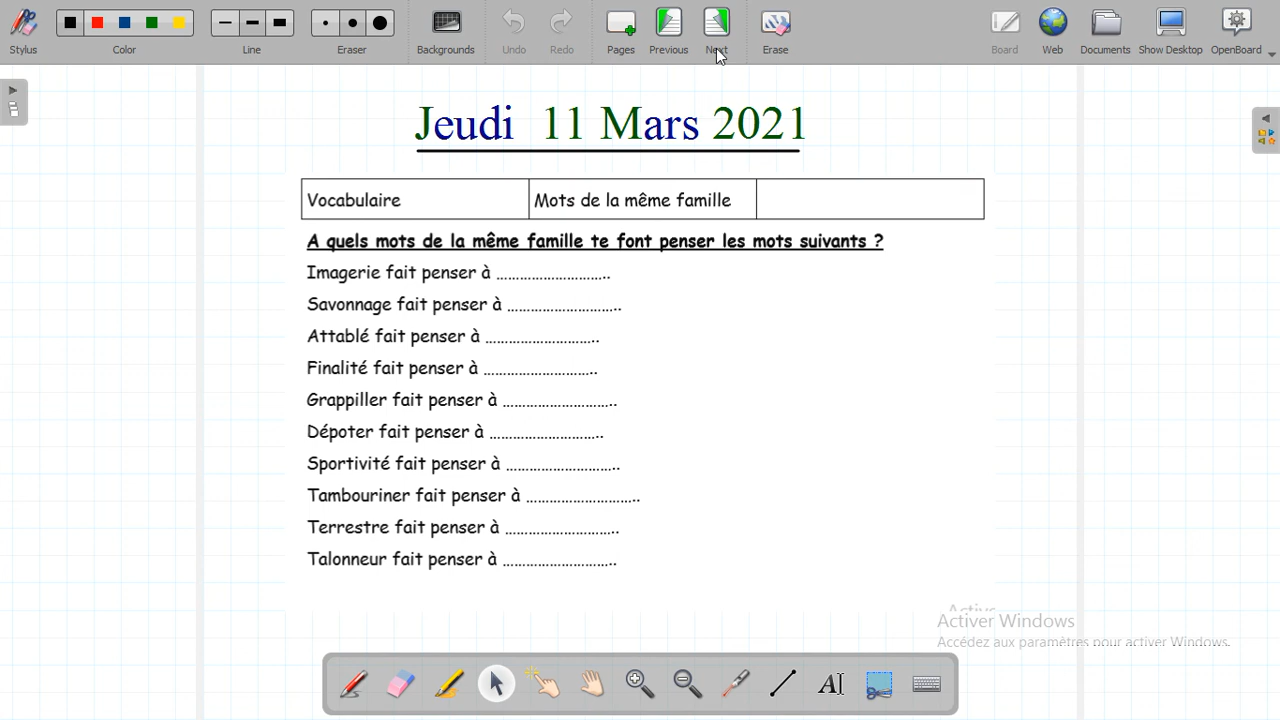 Stylus Color Line Eraser Backgrounds Undo Redo Pages Previous Next Erase Board Web Documents Show Desktop OpenBoard
Jeudi 11 Mars 2021
Vocabulaire Mots de la même famille
A quels mots de la même famille te font penser les mots suivants ?
Imagerie fait penser à ...........................
Savonnage fait penser à ...........................
Attablé fait penser à ...........................
Finalité fait penser à ...........................
Grappiller fait penser à ...........................
Dépoter fait penser à ...........................
Sportivité fait penser à ...........................
Tambouriner fait penser à ...........................
Terrestre fait penser à ...........................
Talonneur fait penser à ...........................
Activer Windows
Accédez aux paramètres pour activer Windows.
AI